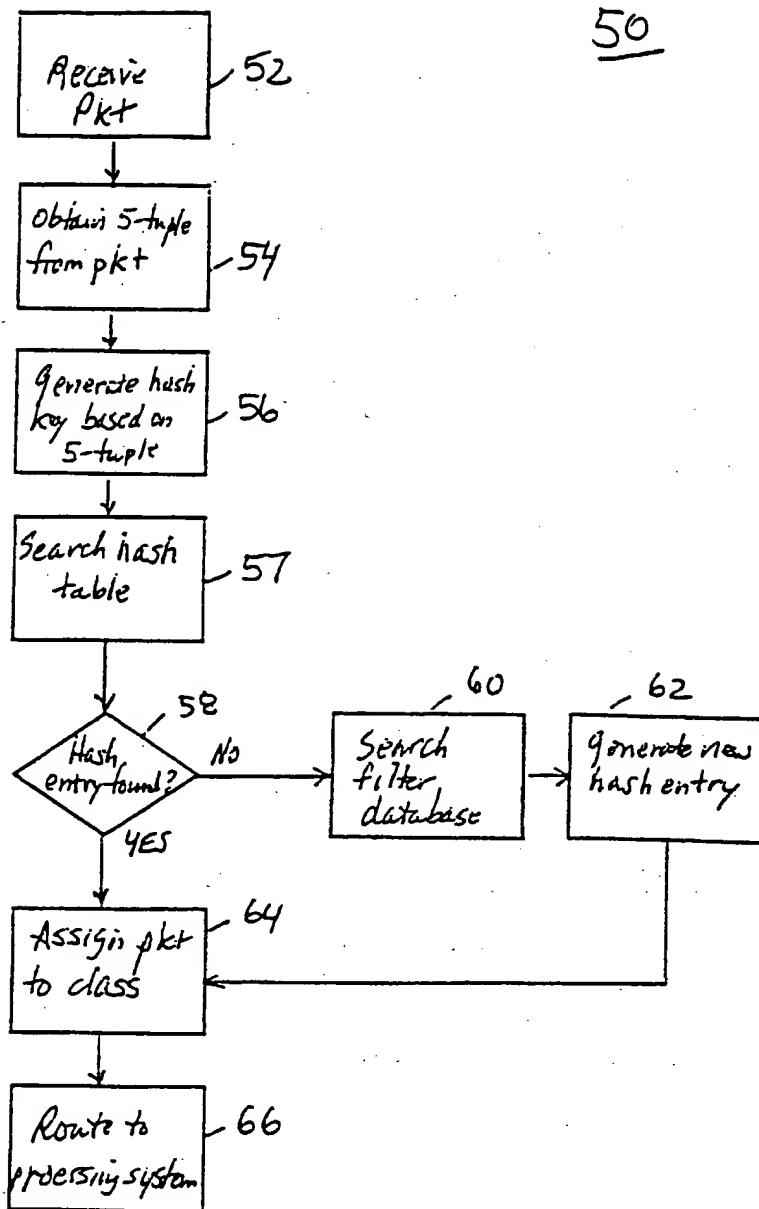 50
Receive
Pkt
52
Obtain 5-tuple
from pkt
54
generate hash
key based on
5-tuple
56
Search hash
table
57
58
Hash
entry found?
No
YES
60
Search
filter
database
62
generate new
hash entry
64
Assign pkt
to class
66
Route to
processing system